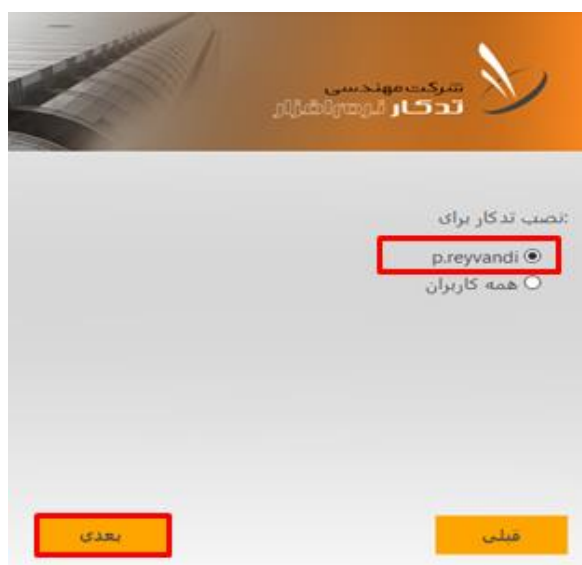 شرکت مهندسی
تدکار نرم‌افزار
نصب تدکار برای:
p.reyvandi
همه کاربران
قبلی
بعدی